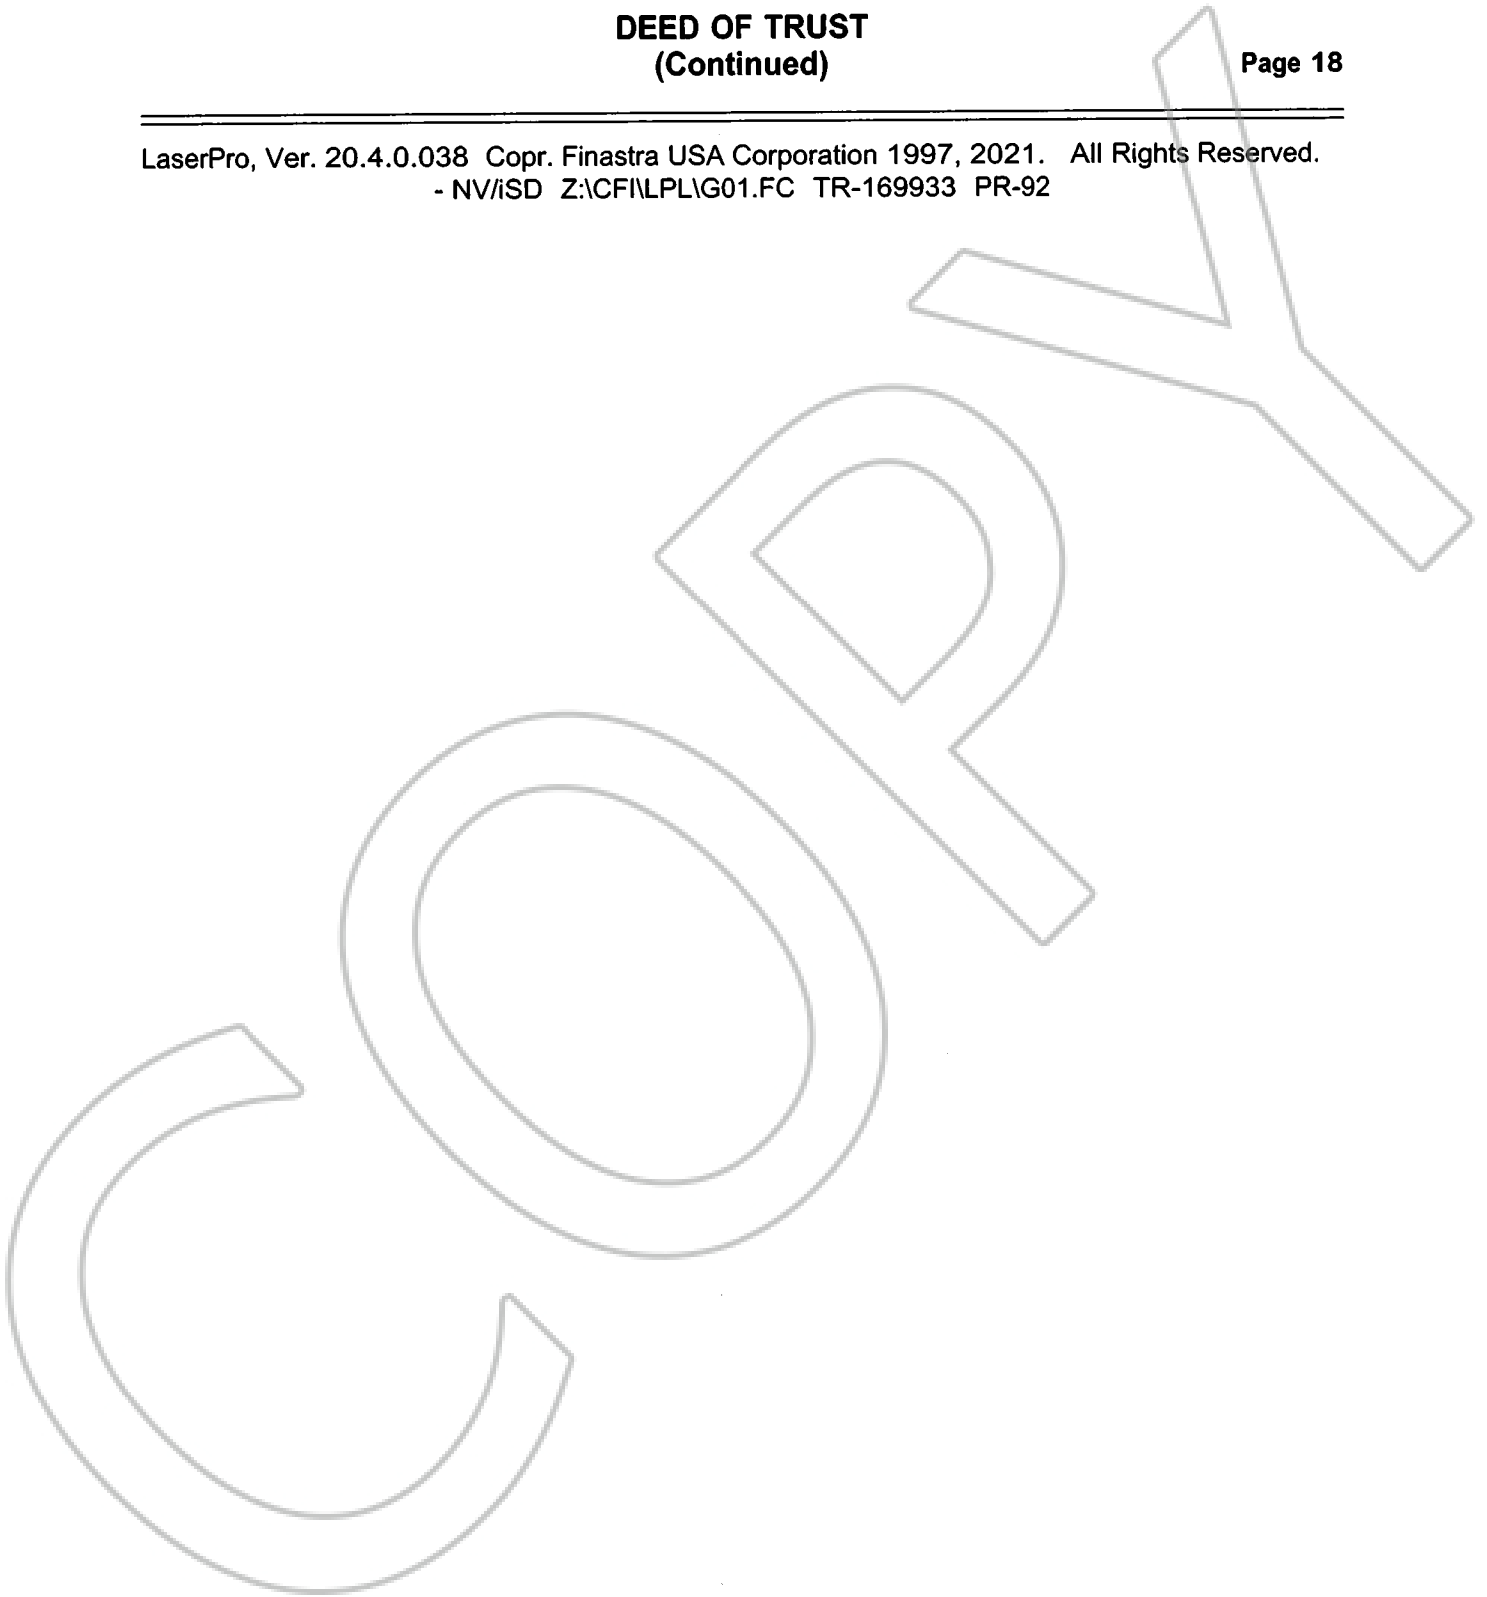 DEED OF TRUST
(Continued)
Page 18
LaserPro, Ver. 20.4.0.038 Copr. Finastra USA Corporation 1997, 2021. All Rights Reserved.
- NV/iSD Z:\CFI\LPL\G01.FC TR-169933 PR-92
COPY